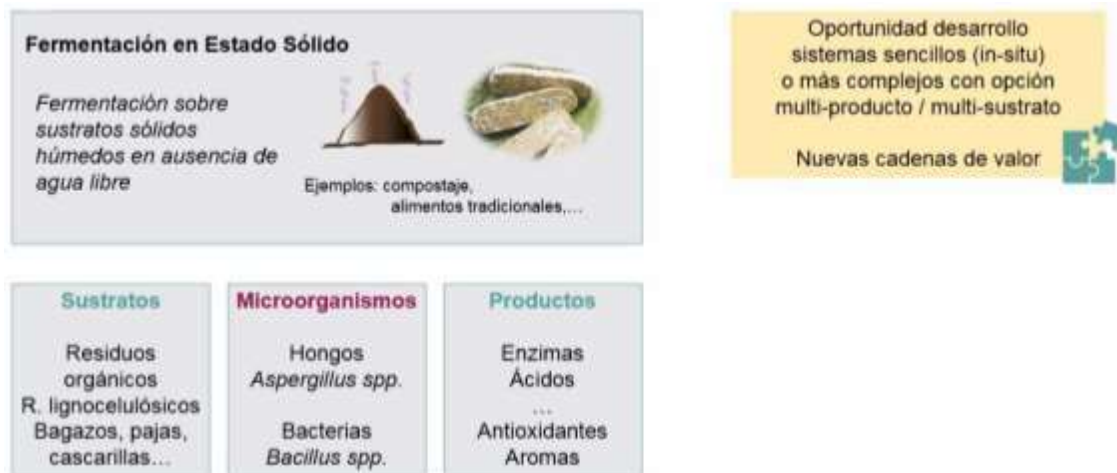 Fermentación en Estado Sólido
Fermentación sobre
sustratos sólidos
húmedos en ausencia de
agua libre
Ejemplos: compostaje,
alimentos tradicionales,…
Oportunidad desarrollo
sistemas sencillos (in-situ)
o más complejos con opción
multi-producto / multi-sustrato
Nuevas cadenas de valor
Sustratos
Residuos
orgánicos
R. lignocelulósicos
Bagazos, pajas,
cascarillas…
Microorganismos
Hongos
Aspergillus spp.
Bacterias
Bacillus spp.
Productos
Enzimas
Ácidos
…
Antioxidantes
Aromas